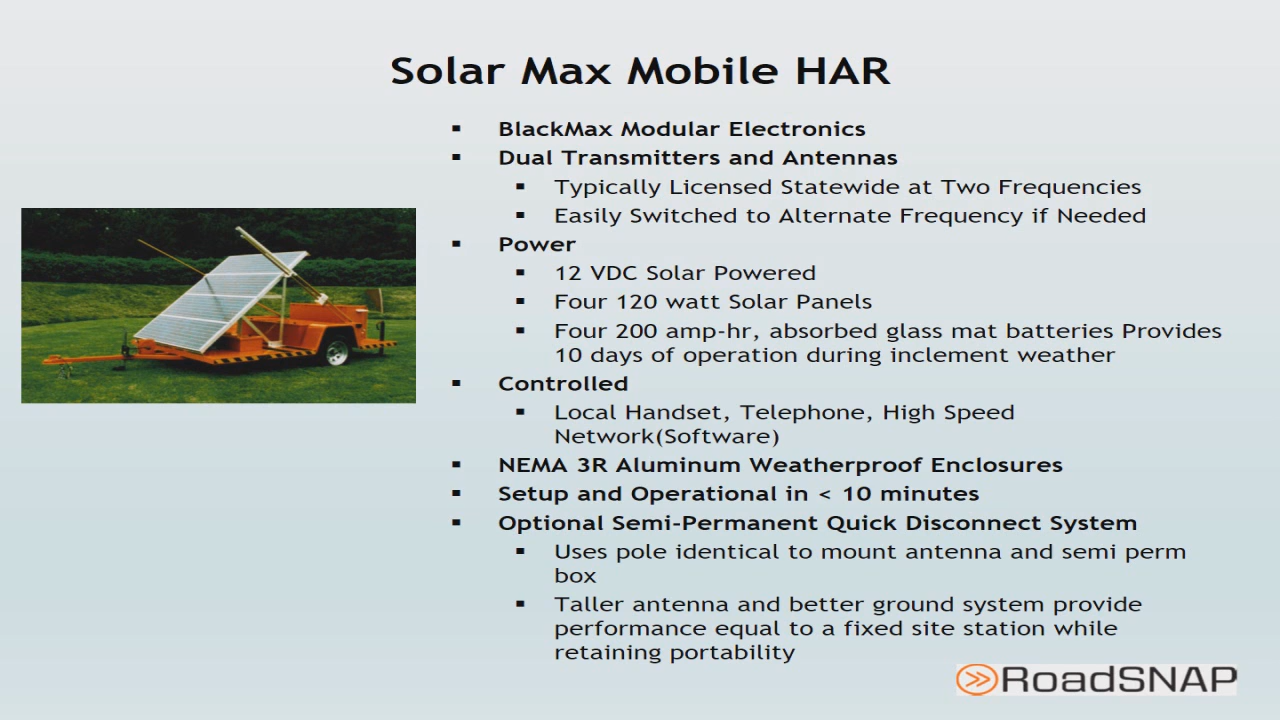 Solar Max Mobile HAR
▪ BlackMax Modular Electronics
▪ Dual Transmitters and Antennas
▪ Typically Licensed Statewide at Two Frequencies
▪ Easily Switched to Alternate Frequency if Needed
▪ Power
▪ 12 VDC Solar Powered
▪ Four 120 watt Solar Panels
▪ Four 200 amp-hr, absorbed glass mat batteries Provides
10 days of operation during inclement weather
▪ Controlled
▪ Local Handset, Telephone, High Speed
Network(Software)
▪ NEMA 3R Aluminum Weatherproof Enclosures
▪ Setup and Operational in < 10 minutes
▪ Optional Semi-Permanent Quick Disconnect System
▪ Uses pole identical to mount antenna and semi perm
box
▪ Taller antenna and better ground system provide
performance equal to a fixed site station while
retaining portability
RoadSNAP